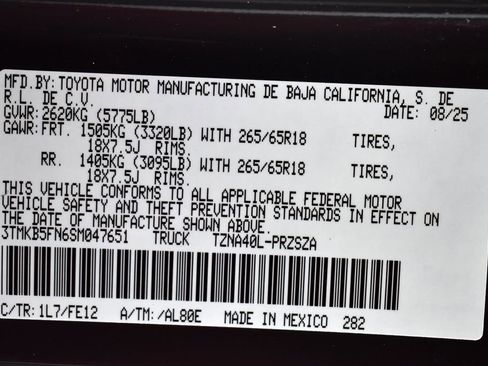 MFD.BY:TOYOTA MOTOR MANUFACTURING DE BAJA CALIFORNIA, S. DE
R.L. DE C.V. DATE: 08/25
GVWR:2620KG (5775LB)
GAWR:FRT. 1505KG (3320LB) WITH 265/65R18 TIRES,
18X7.5J RIMS.
RR. 1405KG (3095LB) WITH 265/65R18 TIRES,
18X7.5J RIMS.
THIS VEHICLE CONFORMS TO ALL APPLICABLE FEDERAL MOTOR
VEHICLE SAFETY AND THEFT PREVENTION STANDARDS IN EFFECT ON
THE DATE OF MANUFACTURE SHOWN ABOVE.
3TMKB5FN6SM047651 TRUCK TZNA40L-PRZSZA
C/TR:1L7/FE12 A/TM:/AL80E MADE IN MEXICO 282